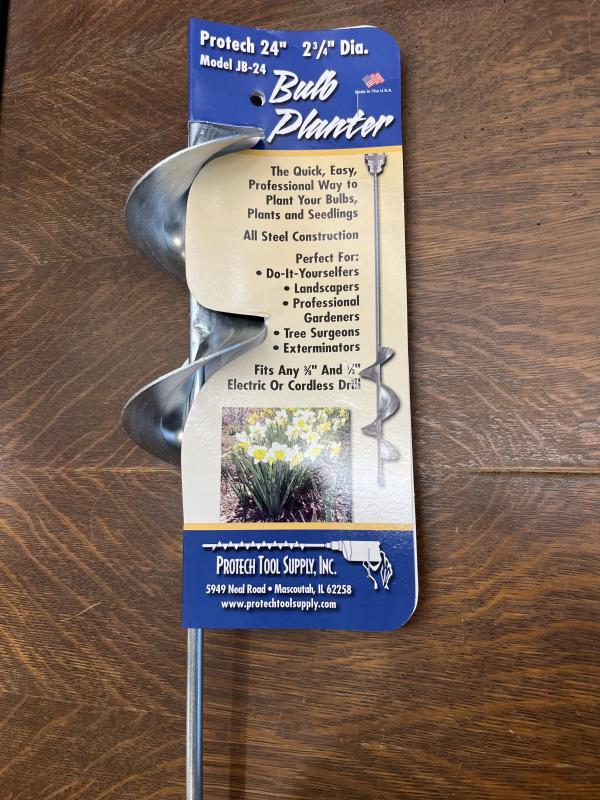 Protech 24" 2¾" Dia.
Model JB-24
Bulb
Made in The U.S.A.
Planter
The Quick, Easy,
Professional Way to
Plant Your Bulbs,
Plants and Seedlings
All Steel Construction
Perfect For:
• Do-It-Yourselfers
• Landscapers
• Professional
Gardeners
• Tree Surgeons
• Exterminators
Fits Any ⅜" And ½"
Electric Or Cordless Drill
PROTECH TOOL SUPPLY, INC.
5949 Neal Road • Mascoutah, IL 62258
www.protechtoolsupply.com